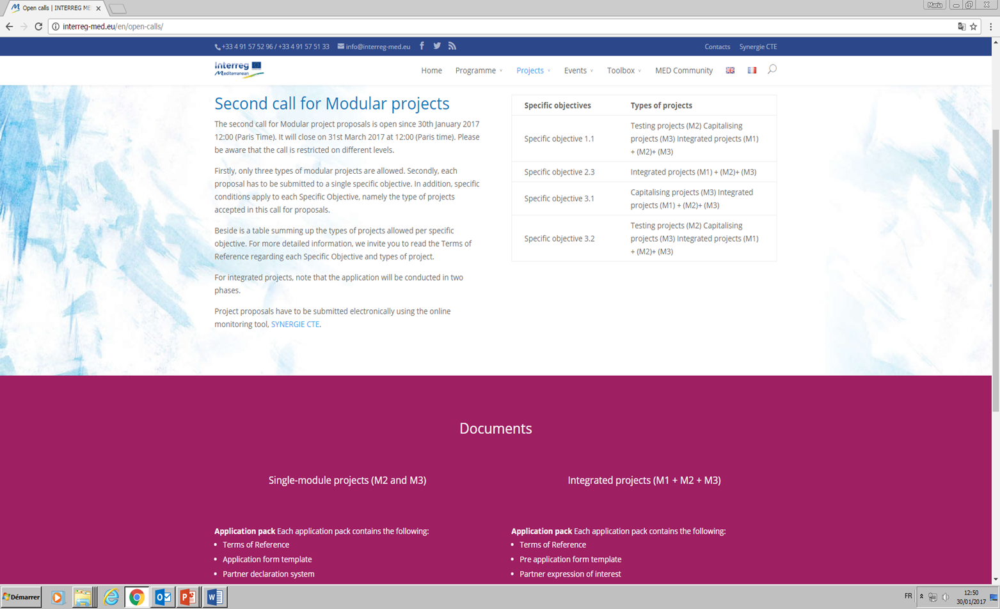 Open calls | INTERREG ME
Maria
interreg-med.eu/en/open-calls/
+33 4 91 57 52 96 / +33 4 91 57 51 33 info@interreg-med.eu
Contacts Synergie CTE
Interreg
Mediterranean
Home Programme Projects Events Toolbox MED Community
Second call for Modular projects
The second call for Modular project proposals is open since 30th January 2017
12:00 (Paris Time). It will close on 31st March 2017 at 12:00 (Paris time). Please
be aware that the call is restricted on different levels.
Firstly, only three types of modular projects are allowed. Secondly, each
proposal has to be submitted to a single specific objective. In addition, specific
conditions apply to each Specific Objective, namely the type of projects
accepted in this call for proposals.
Beside is a table summing up the types of projects allowed per specific
objective. For more detailed information, we invite you to read the Terms of
Reference regarding each Specific Objective and types of project.
For integrated projects, note that the application will be conducted in two
phases.
Project proposals have to be submitted electronically using the online
monitoring tool, SYNERGIE CTE.
Specific objectives Types of projects
Specific objective 1.1
Testing projects (M2) Capitalising
projects (M3) Integrated projects (M1)
+ (M2)+ (M3)
Specific objective 2.3 Integrated projects (M1) + (M2)+ (M3)
Specific objective 3.1
Capitalising projects (M3) Integrated
projects (M1) + (M2)+ (M3)
Specific objective 3.2
Testing projects (M2) Capitalising
projects (M3) Integrated projects (M1)
+ (M2)+ (M3)
Documents
Single-module projects (M2 and M3)
Application pack Each application pack contains the following:
• Terms of Reference
• Application form template
• Partner declaration system
Integrated projects (M1 + M2 + M3)
Application pack Each application pack contains the following:
• Terms of Reference
• Pre application form template
• Partner expression of interest
Démarrer
FR
12:50
30/01/2017